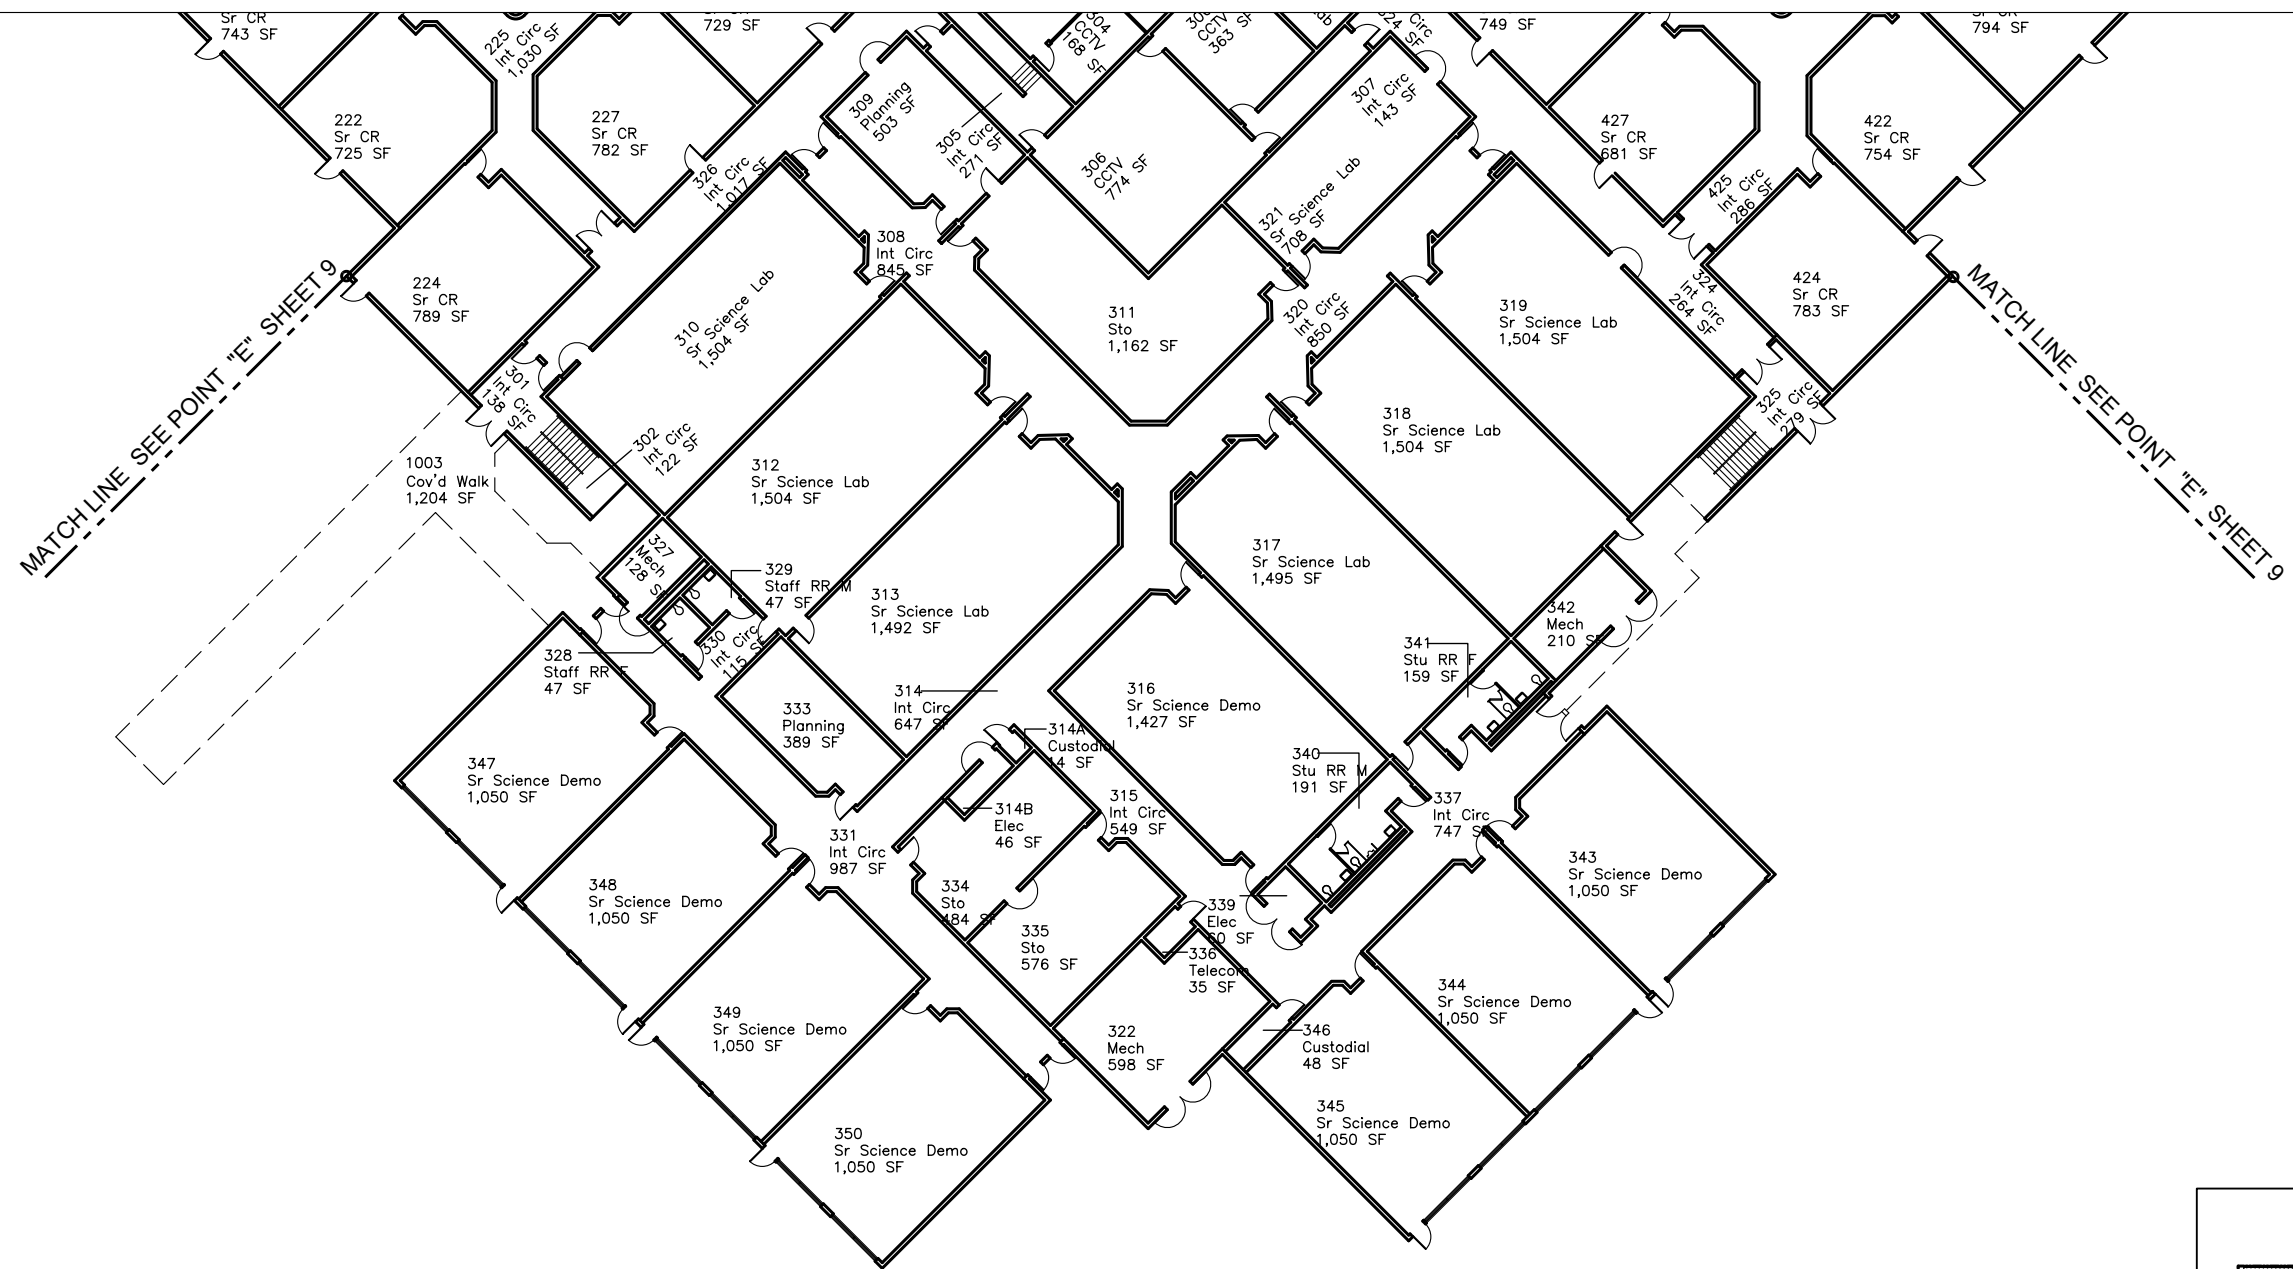 Sr CR
743 SF
225
Int Circ
1,030 SF
729 SF
304
CCTV
168 SF
CCTV
363 SF
749 SF
794 SF
222
Sr CR
725 SF
227
Sr CR
782 SF
309
Planning
503 SF
305
Int Circ
271 SF
306
CCTV
774 SF
307
Int Circ
143 SF
427
Sr CR
681 SF
422
Sr CR
754 SF
326
Int Circ
1,017 SF
425
Int Circ
286 SF
321
Sr Science Lab
708 SF
308
Int Circ
845 SF
MATCH LINE SEE POINT "E" SHEET 9
224
Sr CR
789 SF
310
Sr Science Lab
1,504 SF
311
Sto
1,162 SF
320
Int Circ
850 SF
319
Sr Science Lab
1,504 SF
324
Int Circ
264 SF
424
Sr CR
783 SF
MATCH LINE SEE POINT "E" SHEET 9
301
Int Circ
138 SF
302
Int Circ
122 SF
325
Int Circ
279 SF
318
Sr Science Lab
1,504 SF
1003
Cov'd Walk
1,204 SF
312
Sr Science Lab
1,504 SF
317
Sr Science Lab
1,495 SF
327
Mech
128 SF
329
Staff RR M
47 SF
313
Sr Science Lab
1,492 SF
342
Mech
210 SF
341
Stu RR F
159 SF
328
Staff RR F
47 SF
330
Int Circ
115 SF
333
Planning
389 SF
314
Int Circ
647 SF
316
Sr Science Demo
1,427 SF
314A
Custodial
14 SF
340
Stu RR M
191 SF
347
Sr Science Demo
1,050 SF
314B
Elec
46 SF
315
Int Circ
549 SF
337
Int Circ
747 SF
331
Int Circ
987 SF
343
Sr Science Demo
1,050 SF
348
Sr Science Demo
1,050 SF
334
Sto
484 SF
339
Elec
60 SF
335
Sto
576 SF
336
Telecom
35 SF
344
Sr Science Demo
1,050 SF
349
Sr Science Demo
1,050 SF
322
Mech
598 SF
346
Custodial
48 SF
345
Sr Science Demo
1,050 SF
350
Sr Science Demo
1,050 SF